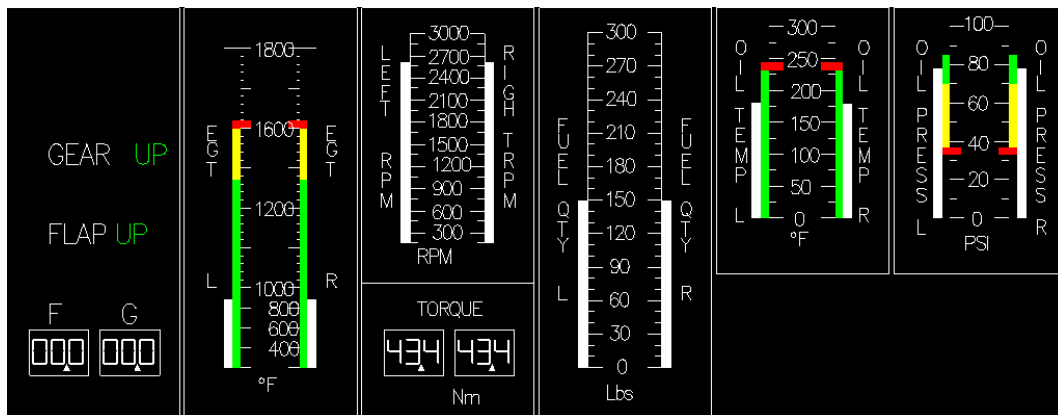 GEAR UP
FLAP UP
F G
000 000
1800
1600
1200
1000
800
600
400
EGT L
EGT R
°F
3000
2700
2400
2100
1800
1500
1200
900
600
300
LEFT RPM
RIGH TRPM
RPM
TORQUE
434 434
Nm
300
270
240
210
180
150
120
90
60
30
0
FUEL QTY L
FUEL QTY R
Lbs
300
250
200
150
100
50
0
OIL TEMP L
OIL TEMP R
°F
100
80
60
40
20
0
OIL PRESS L
OIL PRESS R
PSI